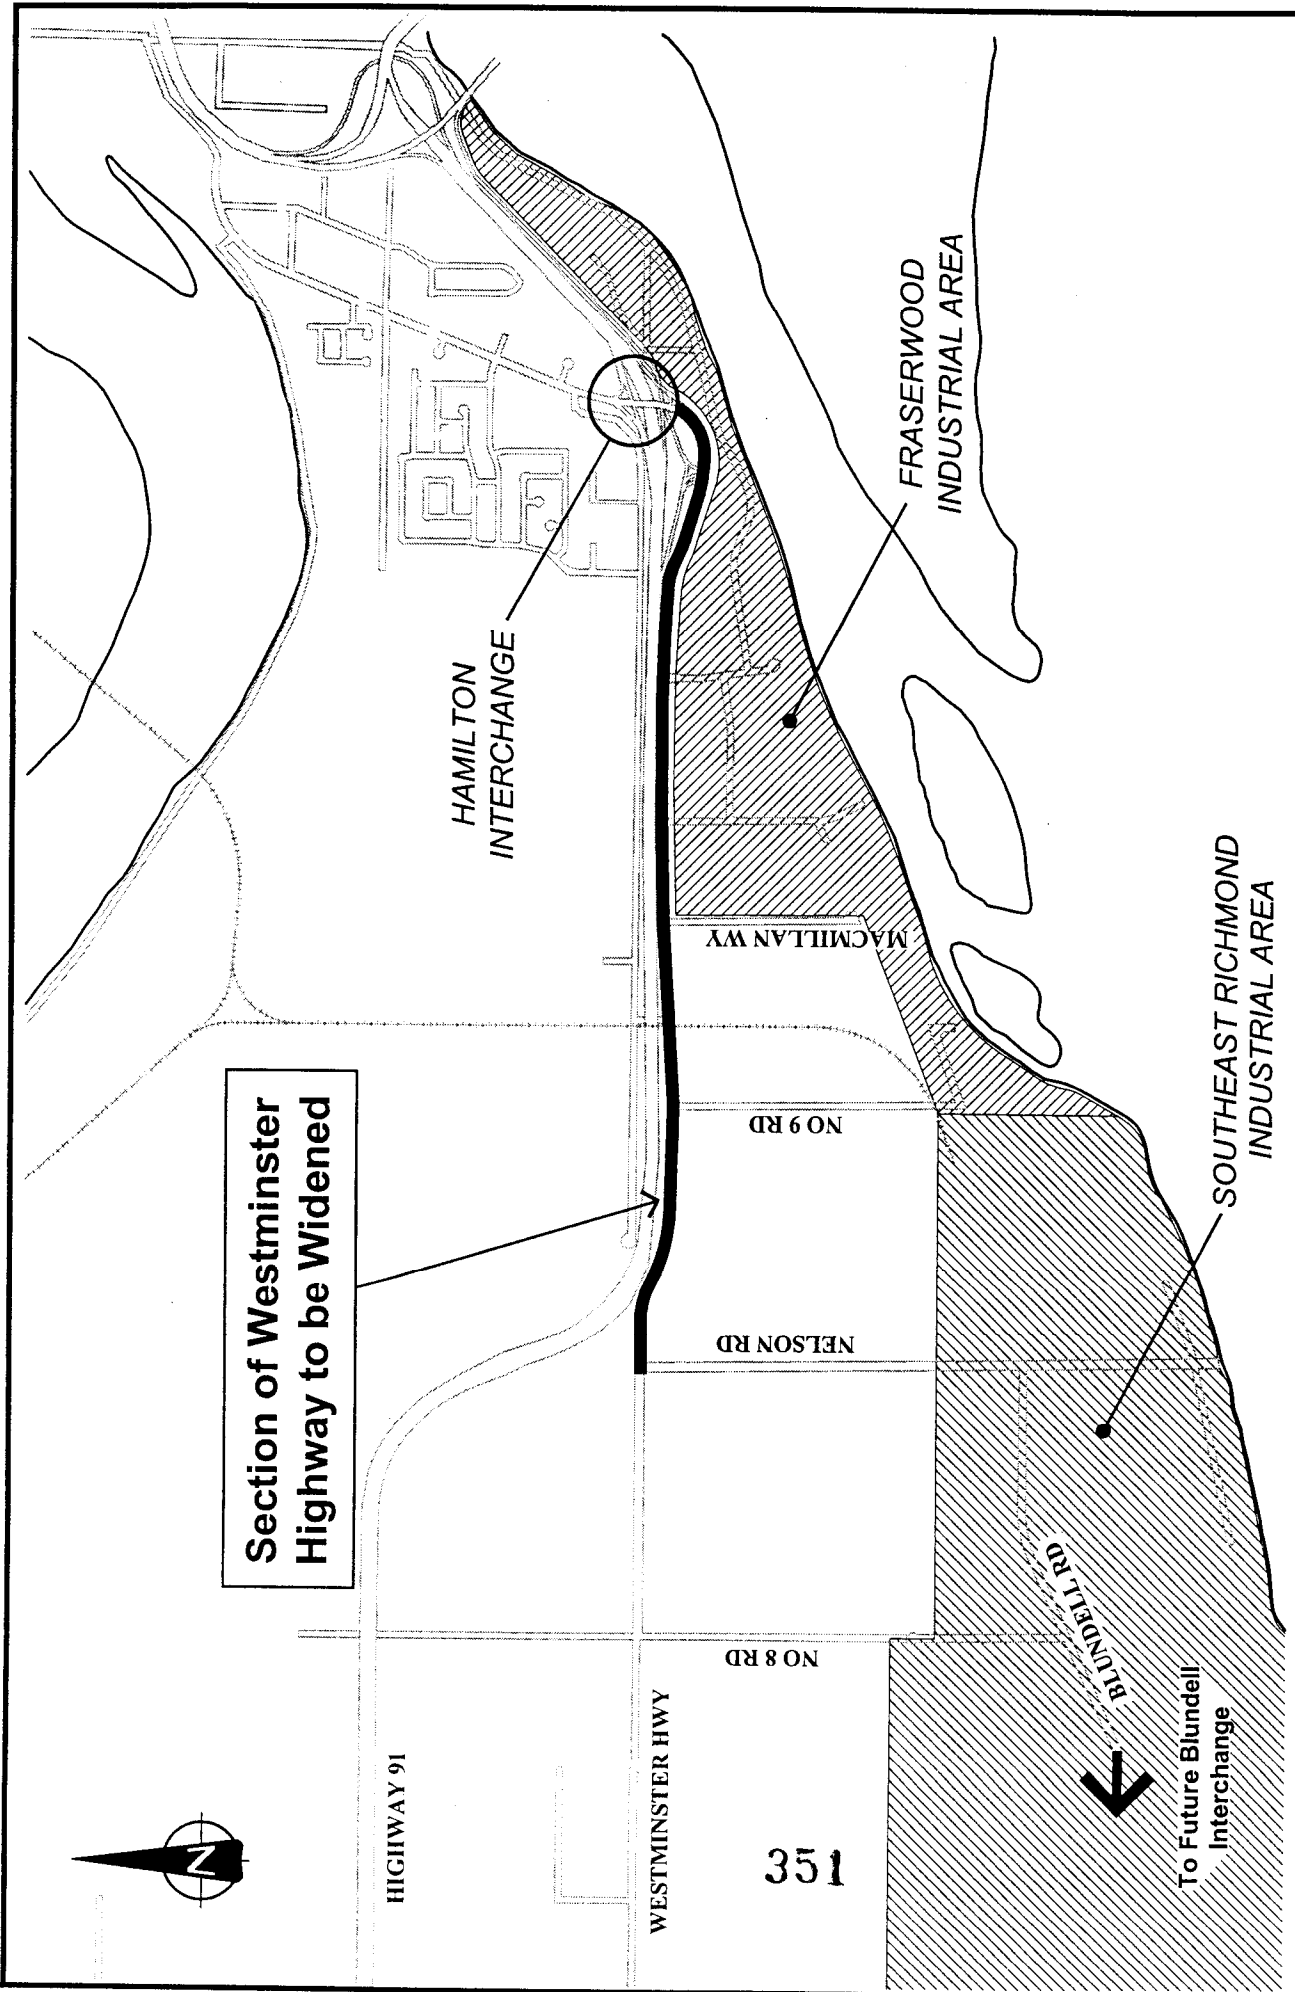 Section of Westminster
Highway to be Widened
HAMILTON
INTERCHANGE
FRASERWOOD
INDUSTRIAL AREA
SOUTHEAST RICHMOND
INDUSTRIAL AREA
MACMILLAN WY
NO 9 RD
NELSON RD
NO 8 RD
BLUNDELL RD
To Future Blundell
Interchange
HIGHWAY 91
WESTMINSTER HWY
N
351